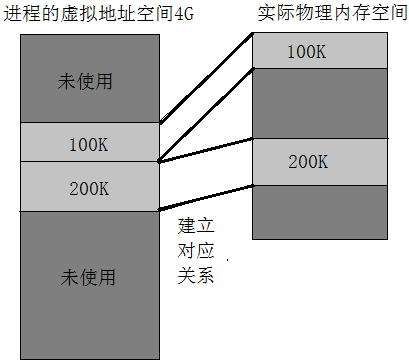 进程的虚拟地址空间4G
实际物理内存空间
未使用
100K
200K
未使用
100K
200K
建立
对应
关系